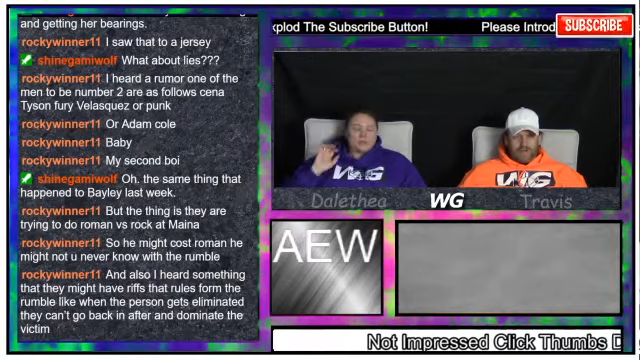 and getting her bearings.
rockywinner11 I saw that to a jersey
shinegamiwolf What about lies???
rockywinner11 I heard a rumor one of the
men to be number 2 are as follows cena
Tyson fury Velasquez or punk
rockywinner11 Or Adam cole
rockywinner11 Baby
rockywinner11 My second boi
shinegamiwolf Oh. the same thing that
happened to Bayley last week.
rockywinner11 But the thing is they are
trying to do roman vs rock at Maina
rockywinner11 So he might cost roman he
might not u never know with the rumble
rockywinner11 And also I heard something
that they might have riffs that rules form the
rumble like when the person gets eliminated
they can't go back in after and dominate the
victim
xplod The Subscribe Button! Please Introd
SUBSCRIBE
WG
WG
Dalethea WG Travis
AEW
Not Impressed Click Thumbs D